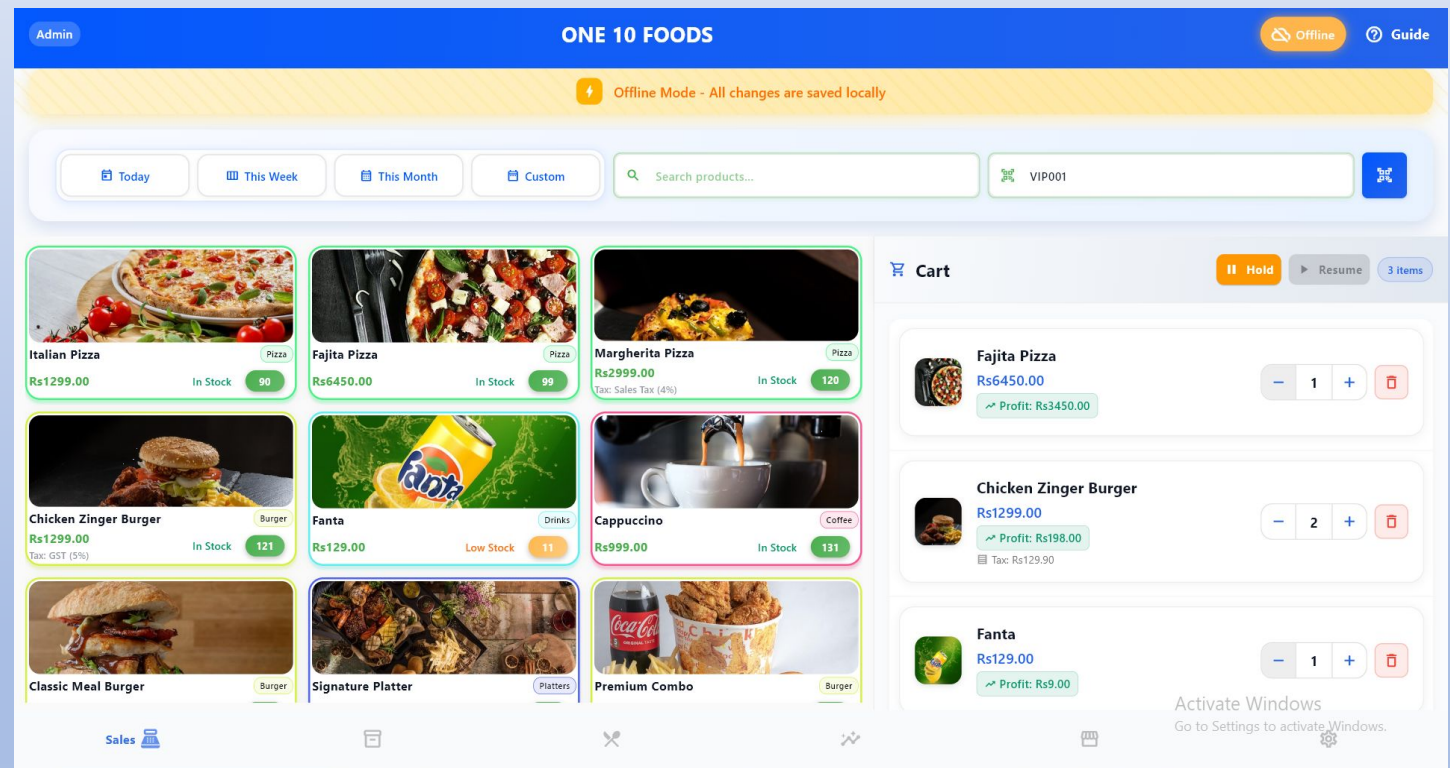 Admin
ONE 10 FOODS
Offline
Guide
Offline Mode - All changes are saved locally
Today
This Week
This Month
Custom
Search products...
VIP001
Italian Pizza
Pizza
Rs1299.00
In Stock
90
Fajita Pizza
Pizza
Rs6450.00
In Stock
99
Margherita Pizza
Pizza
Rs2999.00
Tax: Sales Tax (4%)
In Stock
120
Chicken Zinger Burger
Burger
Rs1299.00
Tax: GST (5%)
In Stock
121
Fanta
Fanta
Drinks
Rs129.00
Low Stock
11
Cappuccino
Coffee
Rs999.00
In Stock
131
Classic Meal Burger
Burger
Signature Platter
Platters
Coca-Cola
Chick
Premium Combo
Burger
Cart
Hold
Resume
3 items
Fajita Pizza
Rs6450.00
Profit: Rs3450.00
1
Chicken Zinger Burger
Rs1299.00
Profit: Rs198.00
Tax: Rs129.90
2
Fanta
Rs129.00
Profit: Rs9.00
1
Activate Windows
Go to Settings to activate Windows.
Sales